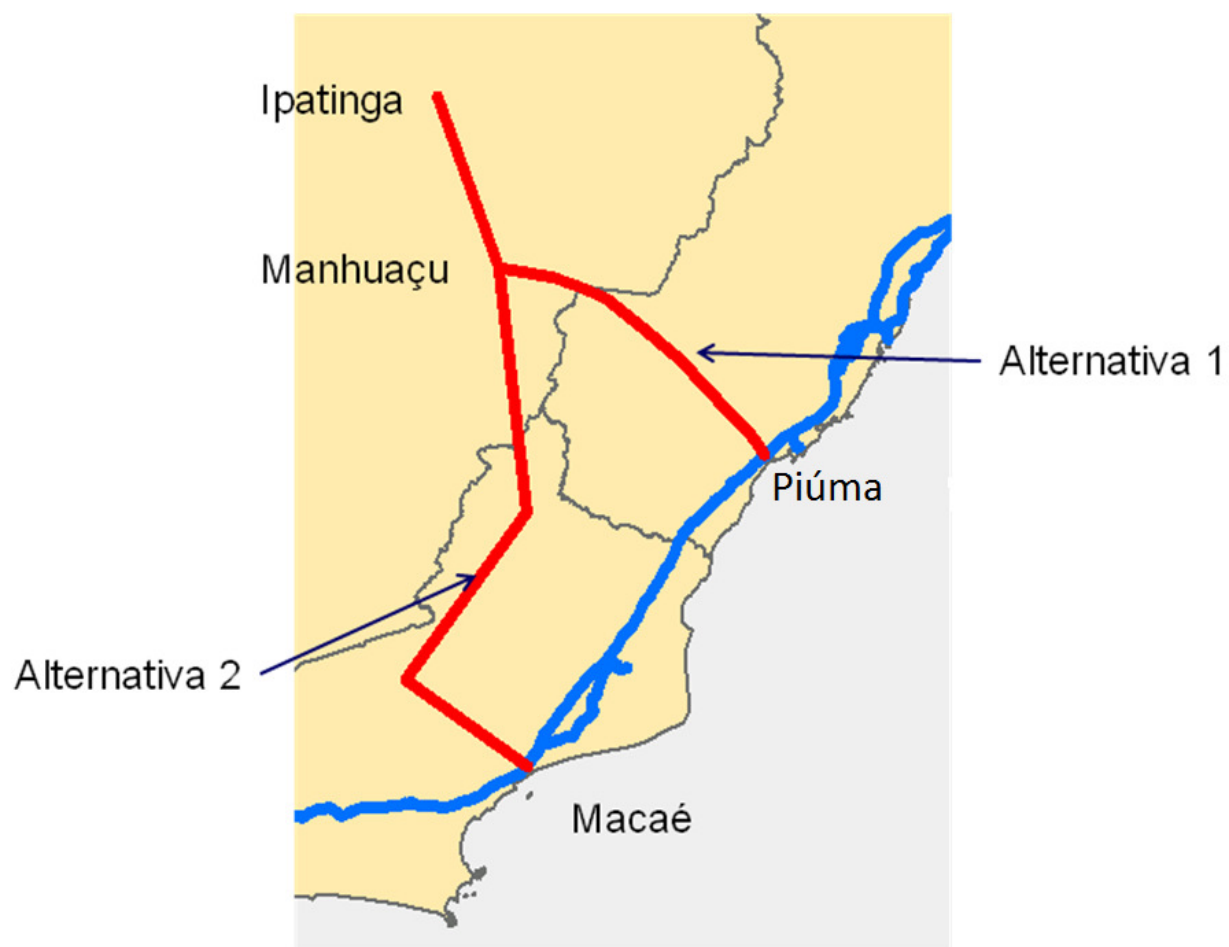 Ipatinga
Manhuaçu
Alternativa 1
Piúma
Alternativa 2
Macaé